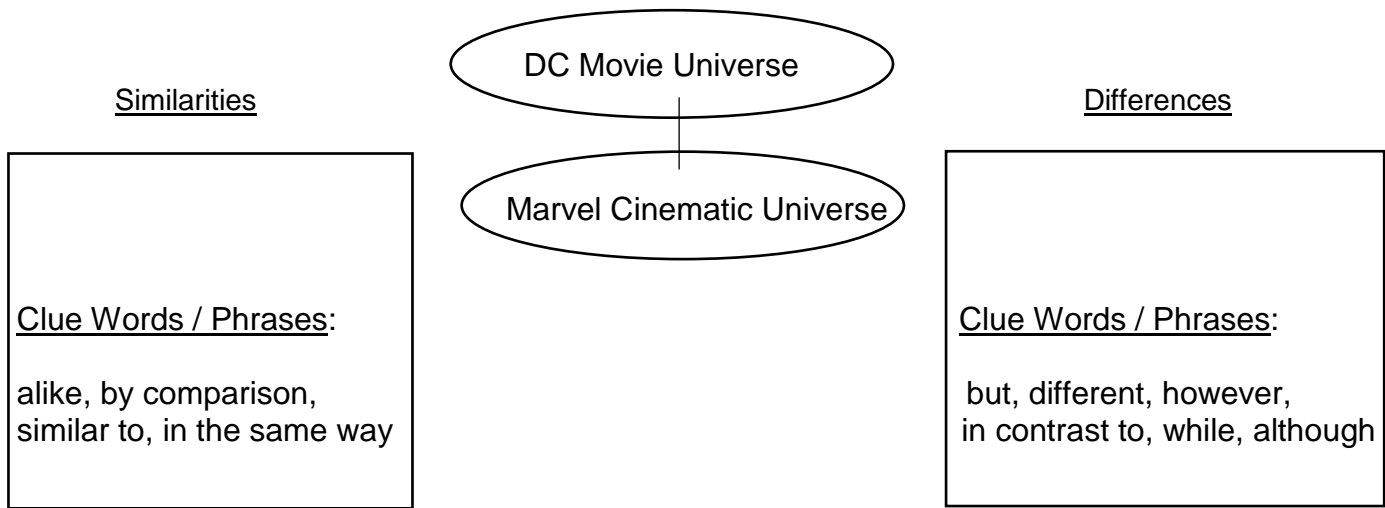 DC Movie Universe
Similarities
Differences
Marvel Cinematic Universe
Clue Words / Phrases:
alike, by comparison,
similar to, in the same way
Clue Words / Phrases:
but, different, however,
in contrast to, while, although